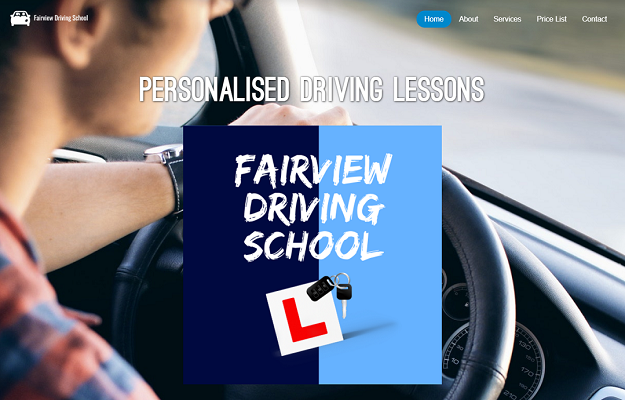 Fairview Driving School
Home
About
Services
Price List
Contact
PERSONALISED DRIVING LESSONS
FAIRVIEW
DRIVING
SCHOOL
L